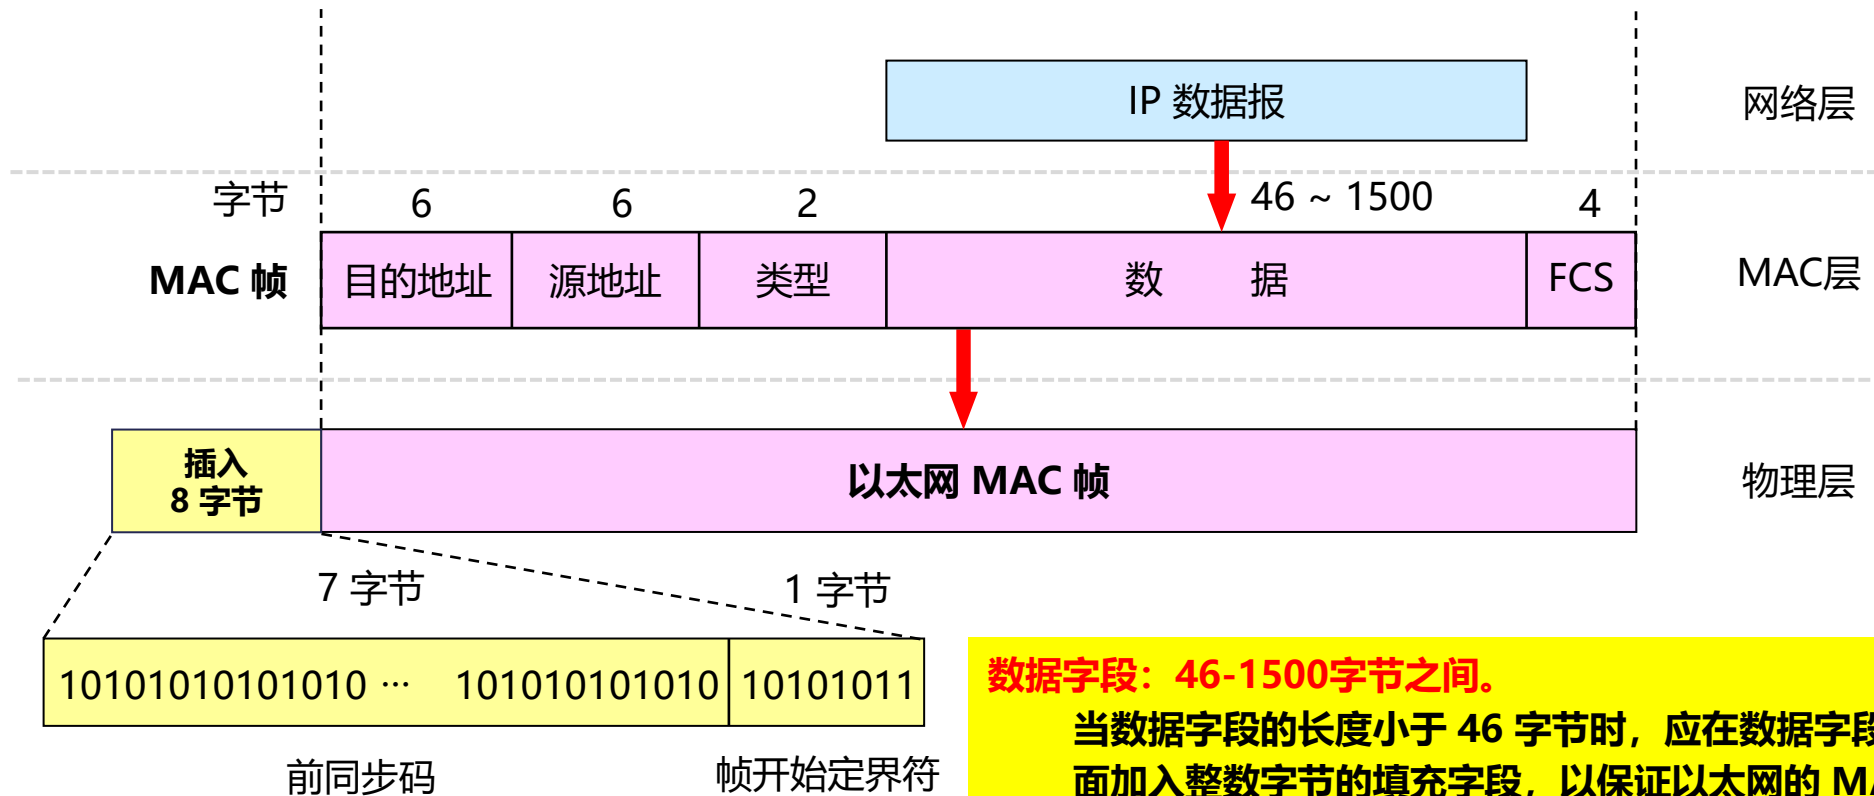 IP 数据报
网络层
字节
6
6
2
46 ~ 1500
4
MAC 帧
目的地址
源地址
类型
数 据
FCS
MAC层
插入
8 字节
以太网 MAC 帧
物理层
7 字节
1 字节
10101010101010 ··· 101010101010
10101011
前同步码
帧开始定界符
数据字段：46-1500字节之间。
当数据字段的长度小于 46 字节时，应在数据字段
面加入整数字节的填充字段，以保证以太网的 M